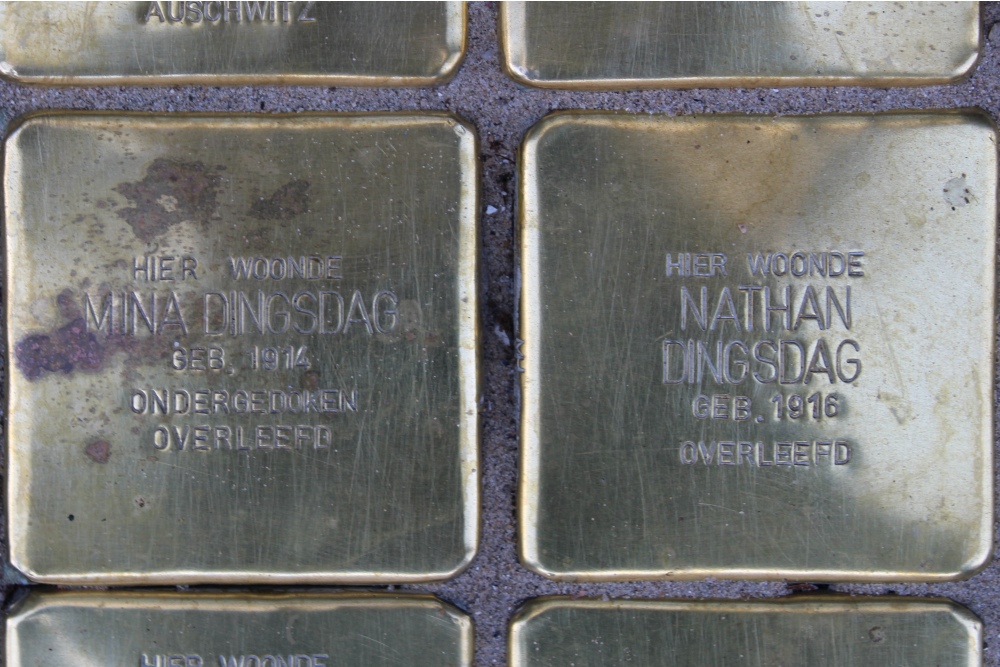 AUSCHWITZ
HIER WOONDE
MINA DINGSDAG
GEB. 1914
ONDERGEDOKEN
OVERLEEFD
HIER WOONDE
NATHAN
DINGSDAG
GEB. 1916
OVERLEEFD
HIER WOONDE